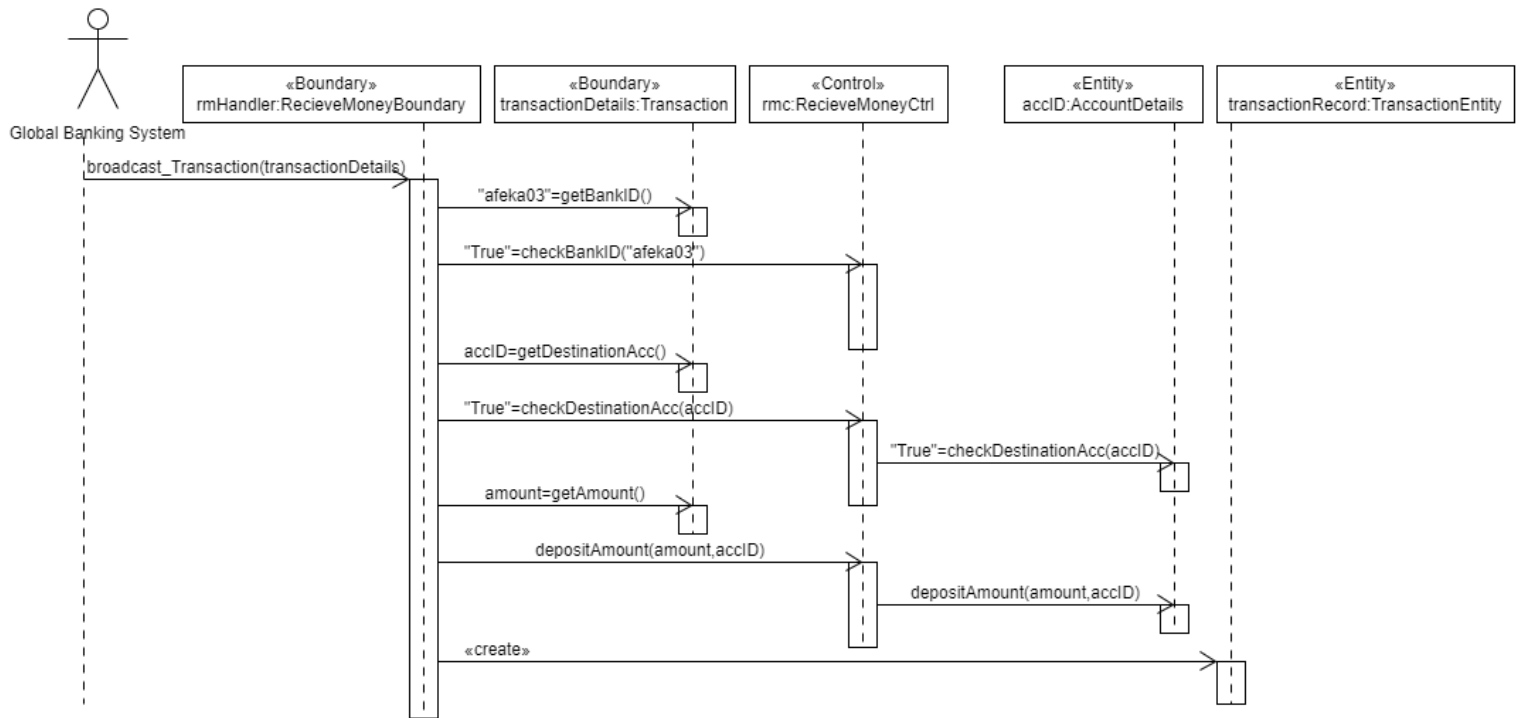 «Boundary»
rmHandler:RecieveMoneyBoundary
«Boundary»
transactionDetails:Transaction
«Control»
rmc:RecieveMoneyCtrl
«Entity»
accID:AccountDetails
«Entity»
transactionRecord:TransactionEntity
Global Banking System
broadcast_Transaction(transactionDetails)
"afeka03"=getBankID()
"True"=checkBankID("afeka03")
accID=getDestinationAcc()
"True"=checkDestinationAcc(accID)
"True"=checkDestinationAcc(accID)
amount=getAmount()
depositAmount(amount,accID)
depositAmount(amount,accID)
«create»